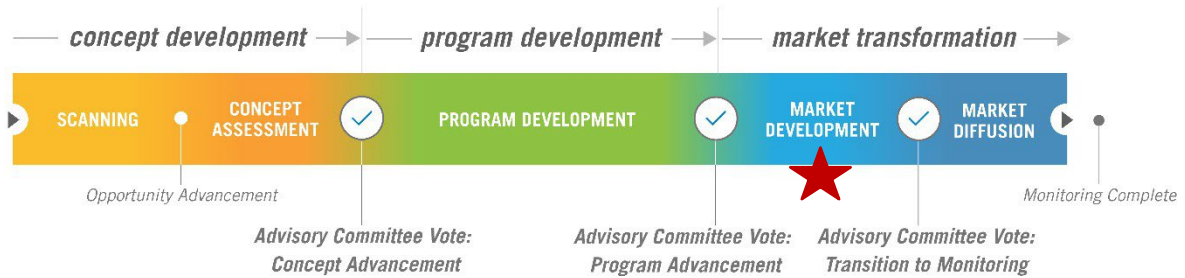 concept development
program development
market transformation
SCANNING
CONCEPT
ASSESSMENT
PROGRAM DEVELOPMENT
MARKET
DEVELOPMENT
MARKET
DIFFUSION
Opportunity Advancement
Monitoring Complete
Advisory Committee Vote:
Concept Advancement
Advisory Committee Vote:
Program Advancement
Advisory Committee Vote:
Transition to Monitoring